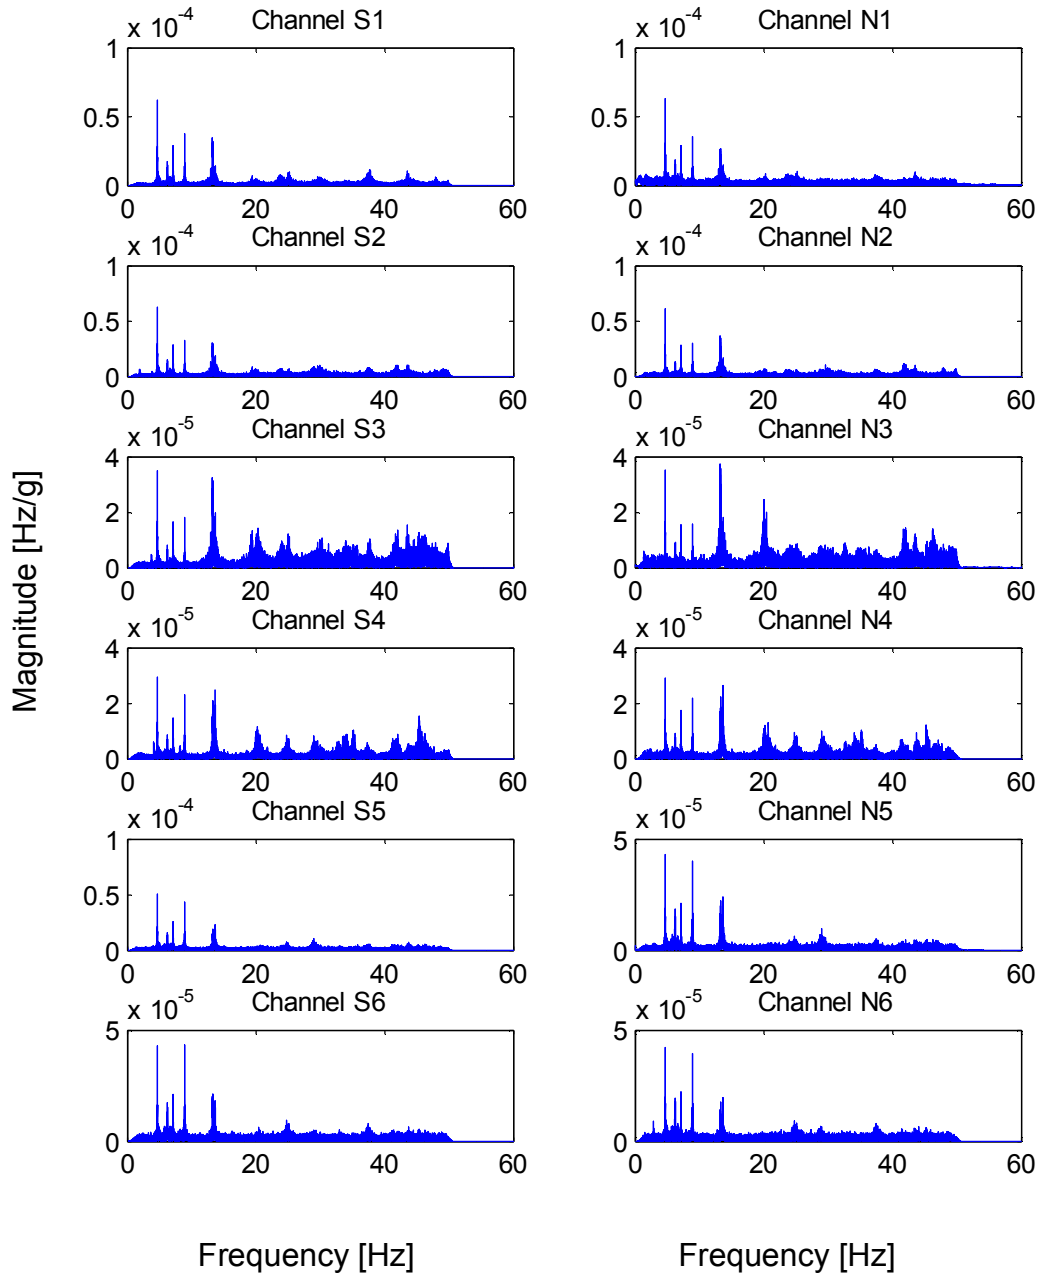 x 10^-4 Channel S1
1
0.5
0
0 20 40 60
x 10^-4 Channel N1
1
0.5
0
0 20 40 60
x 10^-4 Channel S2
1
0.5
0
0 20 40 60
x 10^-4 Channel N2
1
0.5
0
0 20 40 60
x 10^-5 Channel S3
4
2
0
0 20 40 60
x 10^-5 Channel N3
4
2
0
0 20 40 60
Magnitude [Hz/g]
x 10^-5 Channel S4
4
2
0
0 20 40 60
x 10^-5 Channel N4
4
2
0
0 20 40 60
x 10^-4 Channel S5
1
0.5
0
0 20 40 60
x 10^-5 Channel N5
5
0
0 20 40 60
x 10^-5 Channel S6
5
0
0 20 40 60
x 10^-5 Channel N6
5
0
0 20 40 60
Frequency [Hz]
Frequency [Hz]